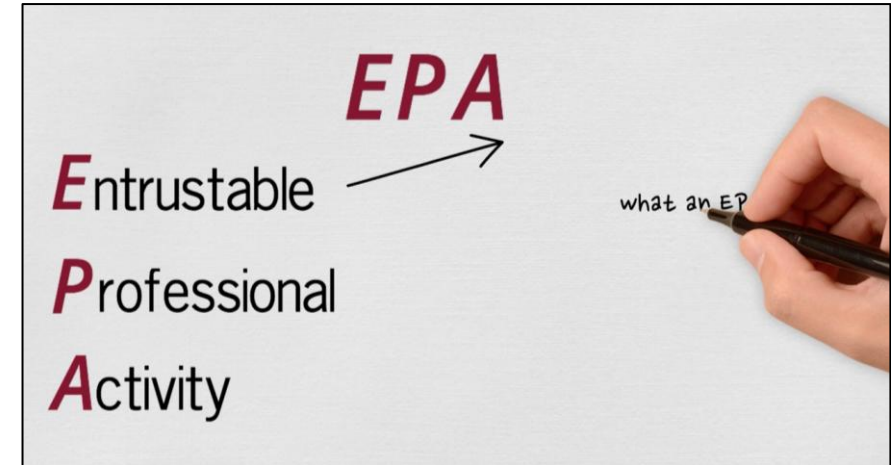 EPA
Entrustable
what an EP
Professional
Activity